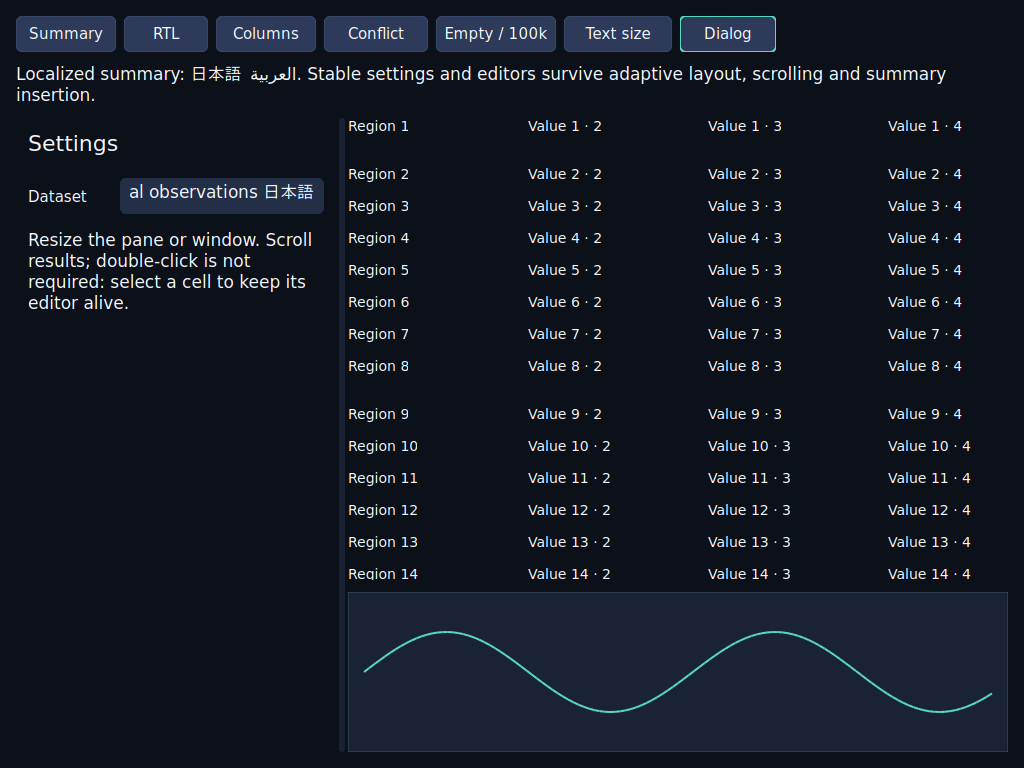 Summary RTL Columns Conflict Empty / 100k Text size Dialog
Localized summary: 日本語 العربية. Stable settings and editors survive adaptive layout, scrolling and summary
insertion.
Settings
Dataset al observations 日本語
Resize the pane or window. Scroll
results; double-click is not
required: select a cell to keep its
editor alive.
Region 1 Value 1 · 2 Value 1 · 3 Value 1 · 4
Region 2 Value 2 · 2 Value 2 · 3 Value 2 · 4
Region 3 Value 3 · 2 Value 3 · 3 Value 3 · 4
Region 4 Value 4 · 2 Value 4 · 3 Value 4 · 4
Region 5 Value 5 · 2 Value 5 · 3 Value 5 · 4
Region 6 Value 6 · 2 Value 6 · 3 Value 6 · 4
Region 7 Value 7 · 2 Value 7 · 3 Value 7 · 4
Region 8 Value 8 · 2 Value 8 · 3 Value 8 · 4
Region 9 Value 9 · 2 Value 9 · 3 Value 9 · 4
Region 10 Value 10 · 2 Value 10 · 3 Value 10 · 4
Region 11 Value 11 · 2 Value 11 · 3 Value 11 · 4
Region 12 Value 12 · 2 Value 12 · 3 Value 12 · 4
Region 13 Value 13 · 2 Value 13 · 3 Value 13 · 4
Region 14 Value 14 · 2 Value 14 · 3 Value 14 · 4